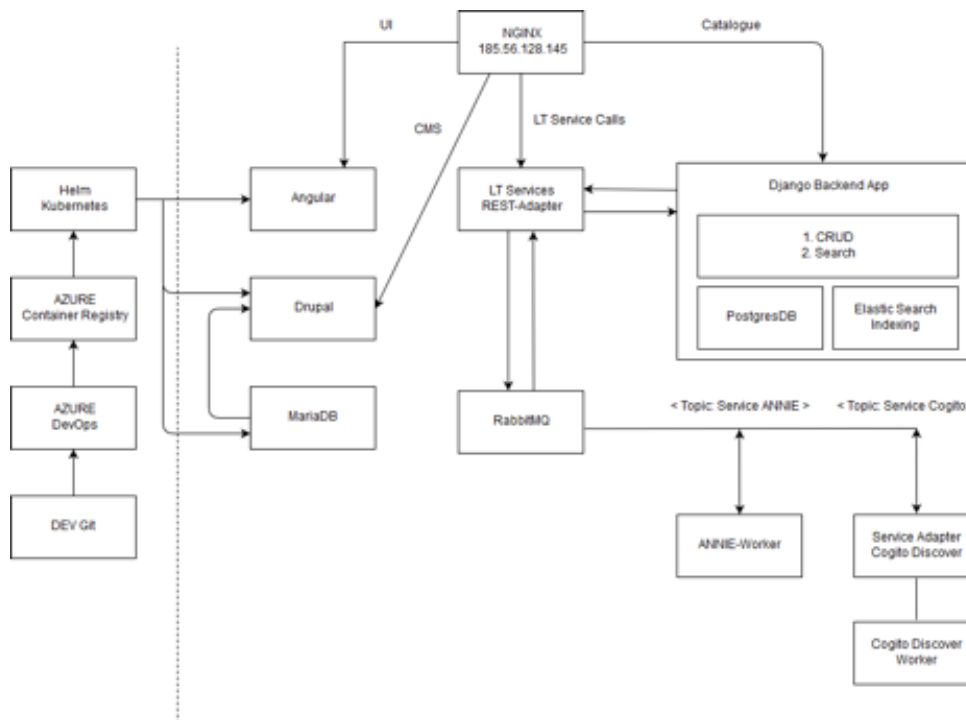 UI
NGINX
185.56.128.145
Catalogue
CMS
LT Service Calls
Helm
Kubernetes
Angular
LT Services
REST-Adapter
Django Backend App
1. CRUD
2. Search
AZURE
Container Registry
Drupal
PostgresDB
Elastic Search
Indexing
AZURE
DevOps
MariaDB
RabbitMQ
< Topic: Service ANNIE >
< Topic: Service Cogito
DEV Git
ANNIE-Worker
Service Adapter
Cogito Discover
Cogito Discover
Worker